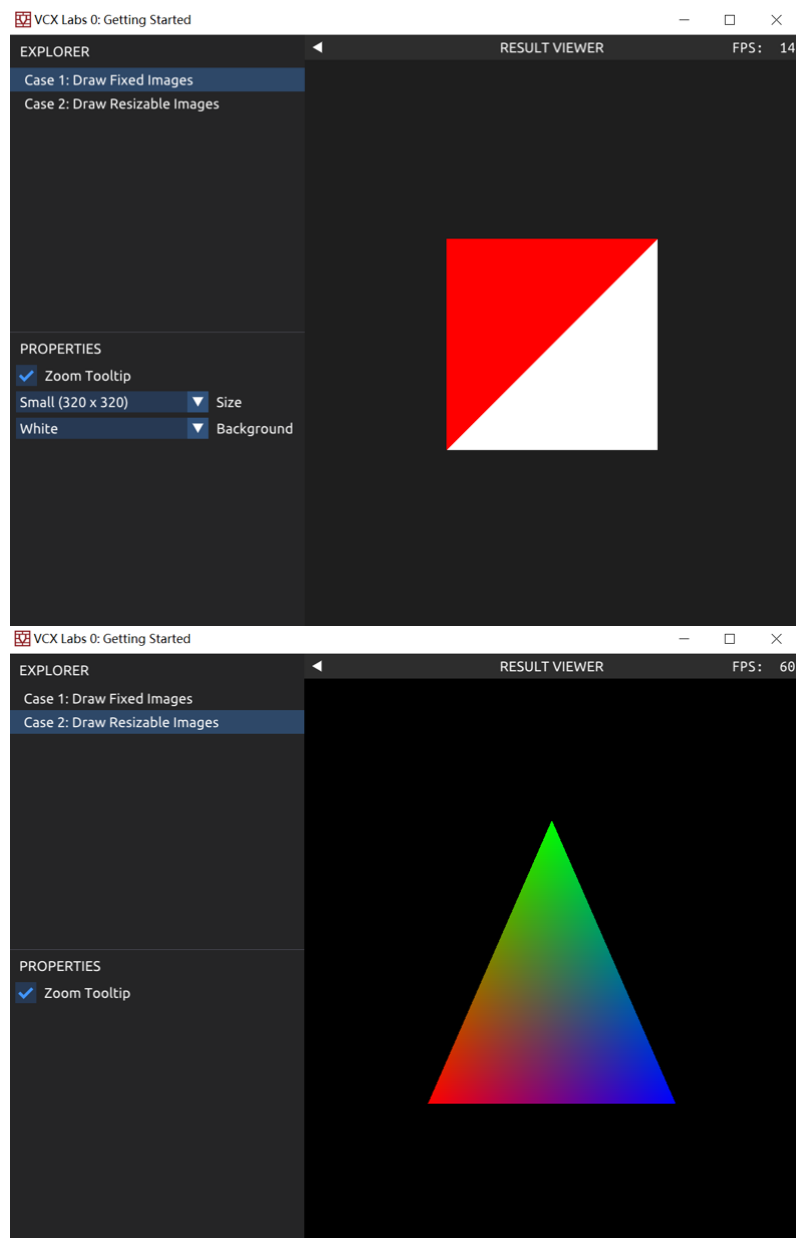 VCX Labs 0: Getting Started
EXPLORER
RESULT VIEWER
FPS: 14
Case 1: Draw Fixed Images
Case 2: Draw Resizable Images
PROPERTIES
Zoom Tooltip
Small (320 x 320) Size
White Background
VCX Labs 0: Getting Started
EXPLORER
RESULT VIEWER
FPS: 60
Case 1: Draw Fixed Images
Case 2: Draw Resizable Images
PROPERTIES
Zoom Tooltip